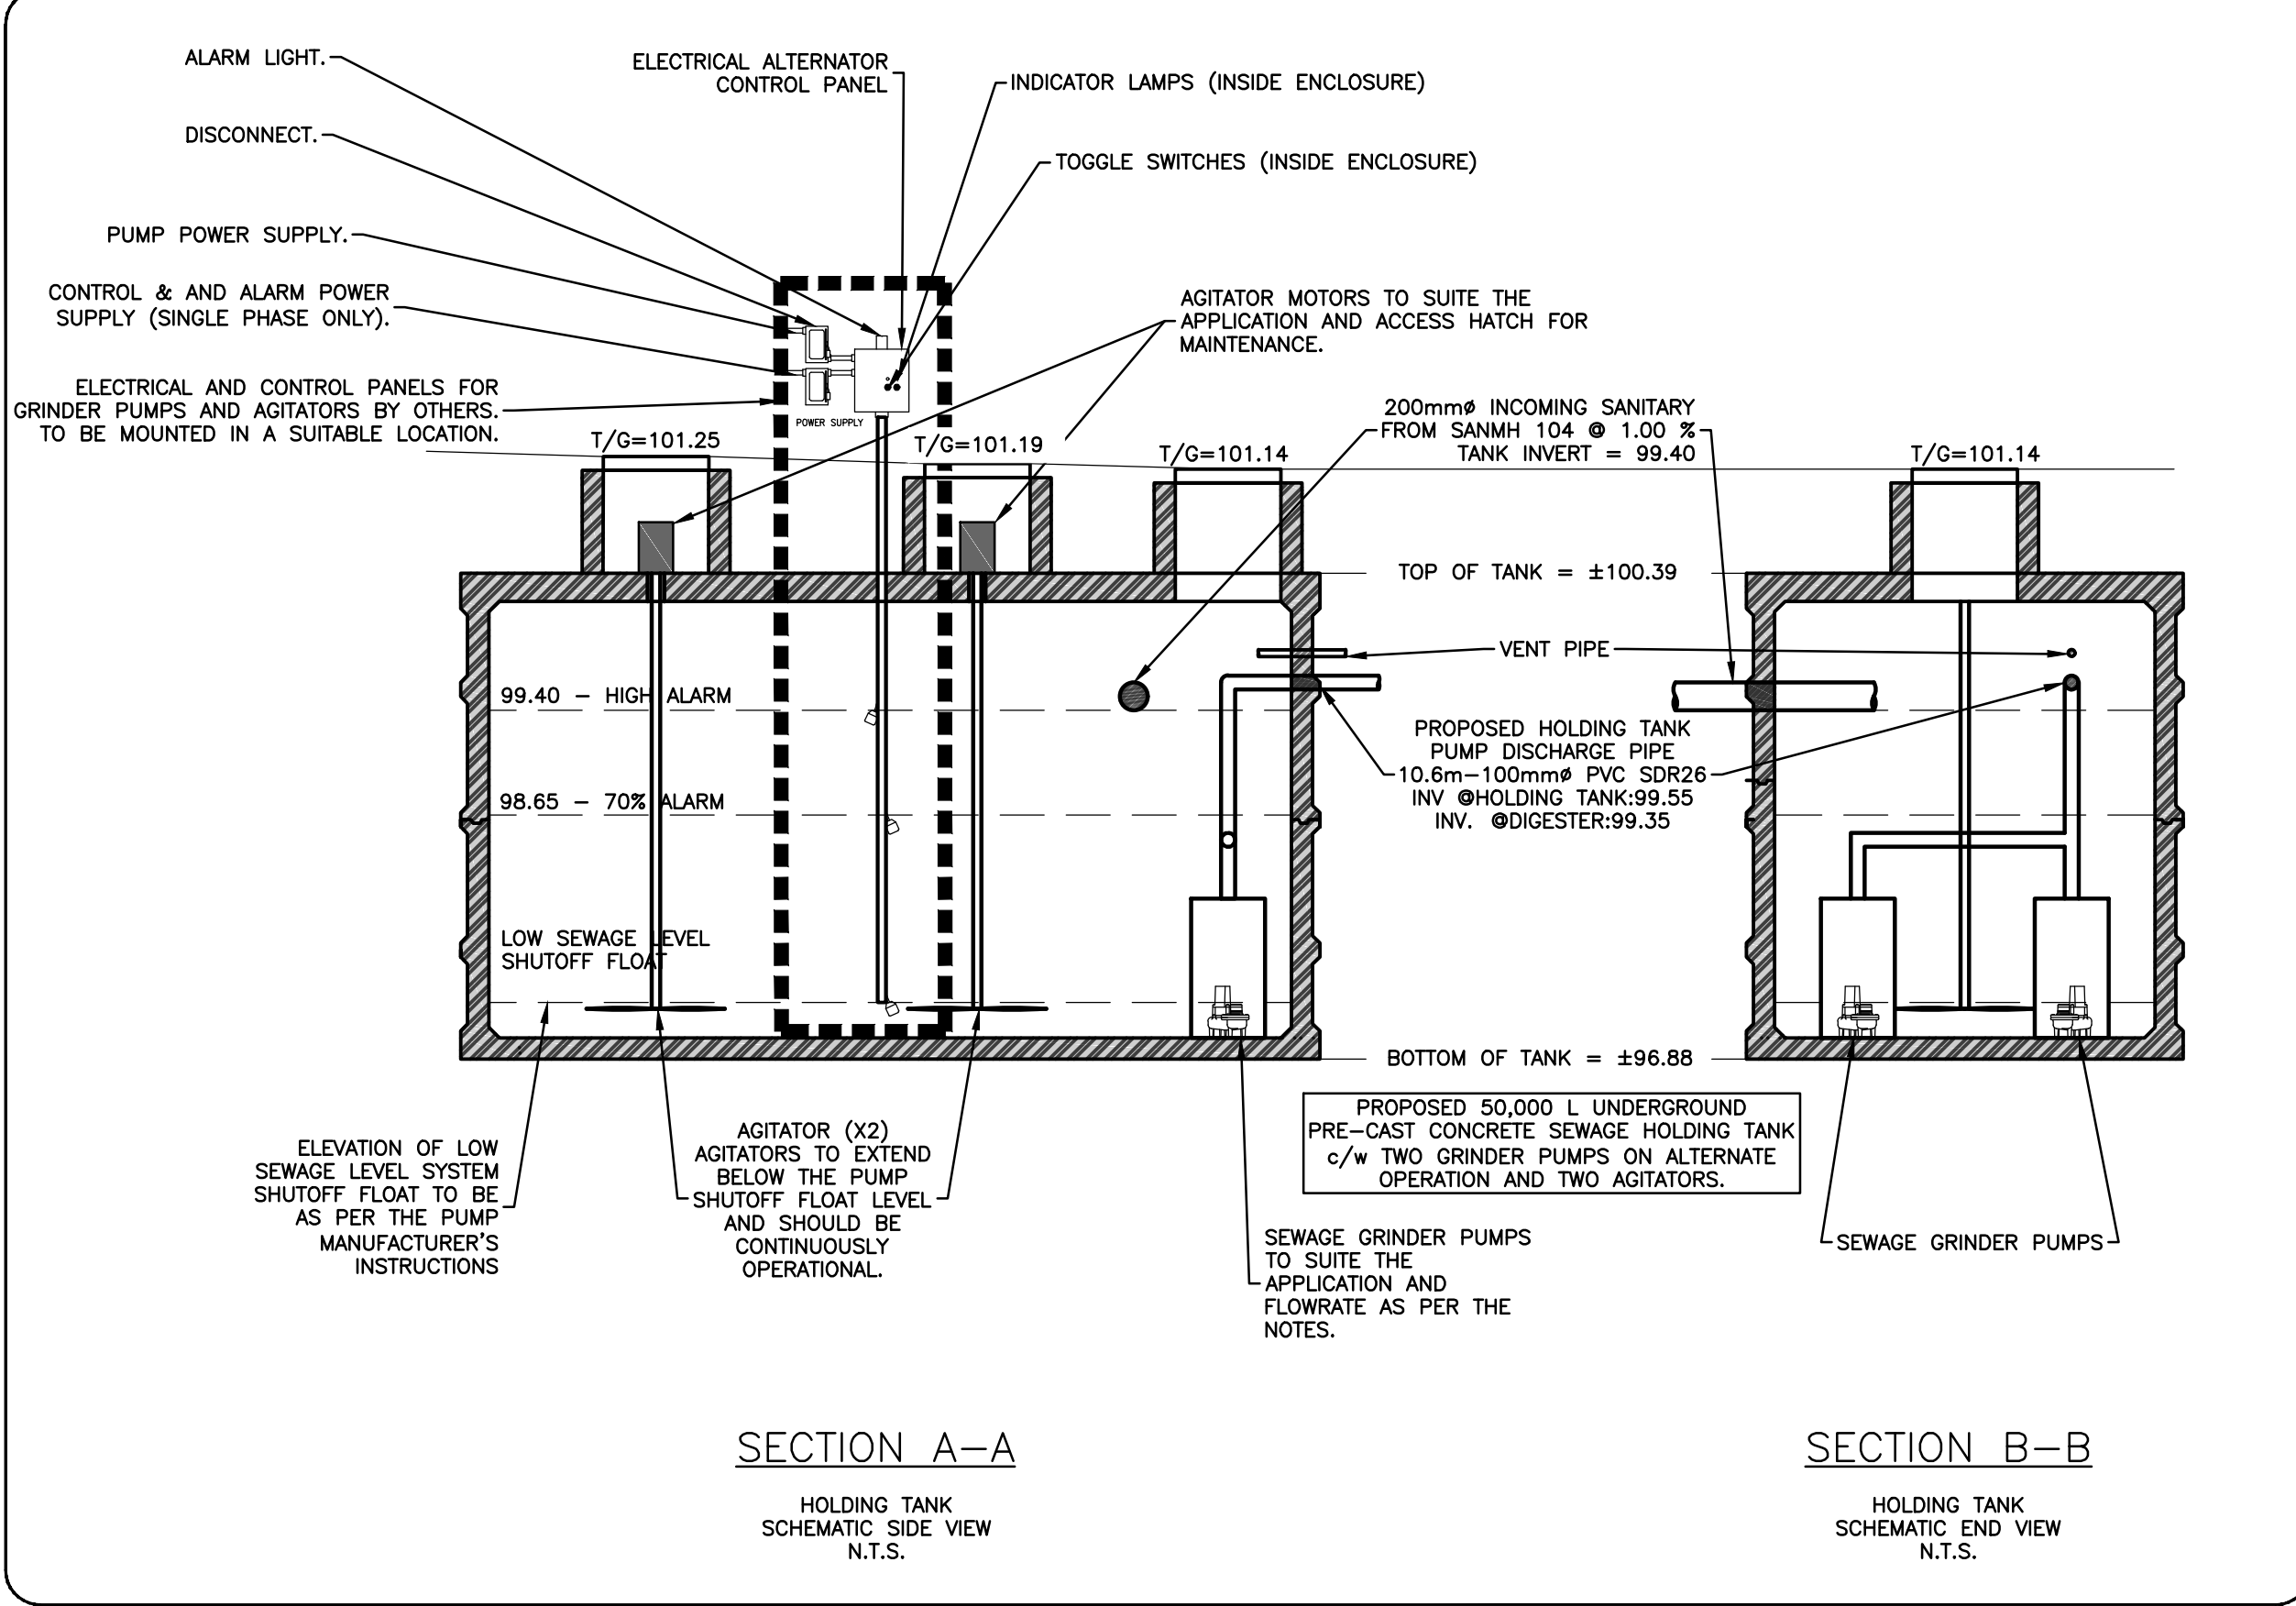 ALARM LIGHT.
DISCONNECT.
PUMP POWER SUPPLY.
CONTROL & AND ALARM POWER
SUPPLY (SINGLE PHASE ONLY).
ELECTRICAL AND CONTROL PANELS FOR
GRINDER PUMPS AND AGITATORS BY OTHERS.
TO BE MOUNTED IN A SUITABLE LOCATION.
ELECTRICAL ALTERNATOR
CONTROL PANEL
INDICATOR LAMPS (INSIDE ENCLOSURE)
TOGGLE SWITCHES (INSIDE ENCLOSURE)
AGITATOR MOTORS TO SUITE THE
APPLICATION AND ACCESS HATCH FOR
MAINTENANCE.
200mmø INCOMING SANITARY
FROM SANMH 104 @ 1.00 %
TANK INVERT = 99.40
POWER SUPPLY
T/G=101.25
T/G=101.19
T/G=101.14
T/G=101.14
TOP OF TANK = ±100.39
VENT PIPE
99.40 - HIGH ALARM
98.65 - 70% ALARM
PROPOSED HOLDING TANK
PUMP DISCHARGE PIPE
10.6m-100mmø PVC SDR26
INV @HOLDING TANK:99.55
INV. @DIGESTER:99.35
LOW SEWAGE LEVEL
SHUTOFF FLOAT
BOTTOM OF TANK = ±96.88
PROPOSED 50,000 L UNDERGROUND
PRE-CAST CONCRETE SEWAGE HOLDING TANK
c/w TWO GRINDER PUMPS ON ALTERNATE
OPERATION AND TWO AGITATORS.
ELEVATION OF LOW
SEWAGE LEVEL SYSTEM
SHUTOFF FLOAT TO BE
AS PER THE PUMP
MANUFACTURER'S
INSTRUCTIONS
AGITATOR (X2)
AGITATORS TO EXTEND
BELOW THE PUMP
SHUTOFF FLOAT LEVEL
AND SHOULD BE
CONTINUOUSLY
OPERATIONAL.
SEWAGE GRINDER PUMPS
TO SUITE THE
APPLICATION AND
FLOWRATE AS PER THE
NOTES.
SEWAGE GRINDER PUMPS
SECTION A-A
HOLDING TANK
SCHEMATIC SIDE VIEW
N.T.S.
SECTION B-B
HOLDING TANK
SCHEMATIC END VIEW
N.T.S.